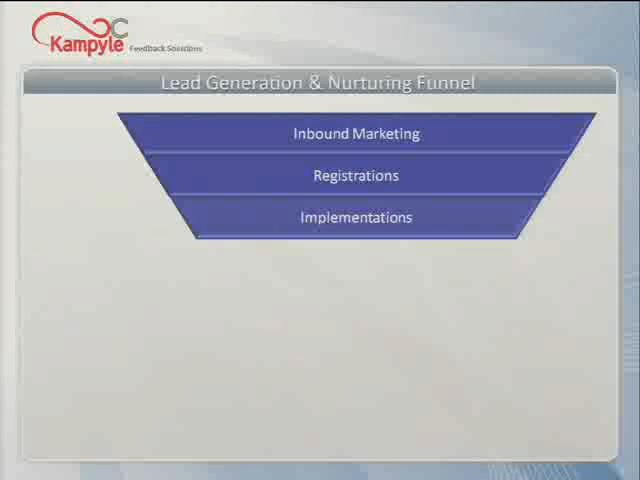 Kampyle Feedback Solutions
Lead Generation & Nurturing Funnel
Inbound Marketing
Registrations
Implementations